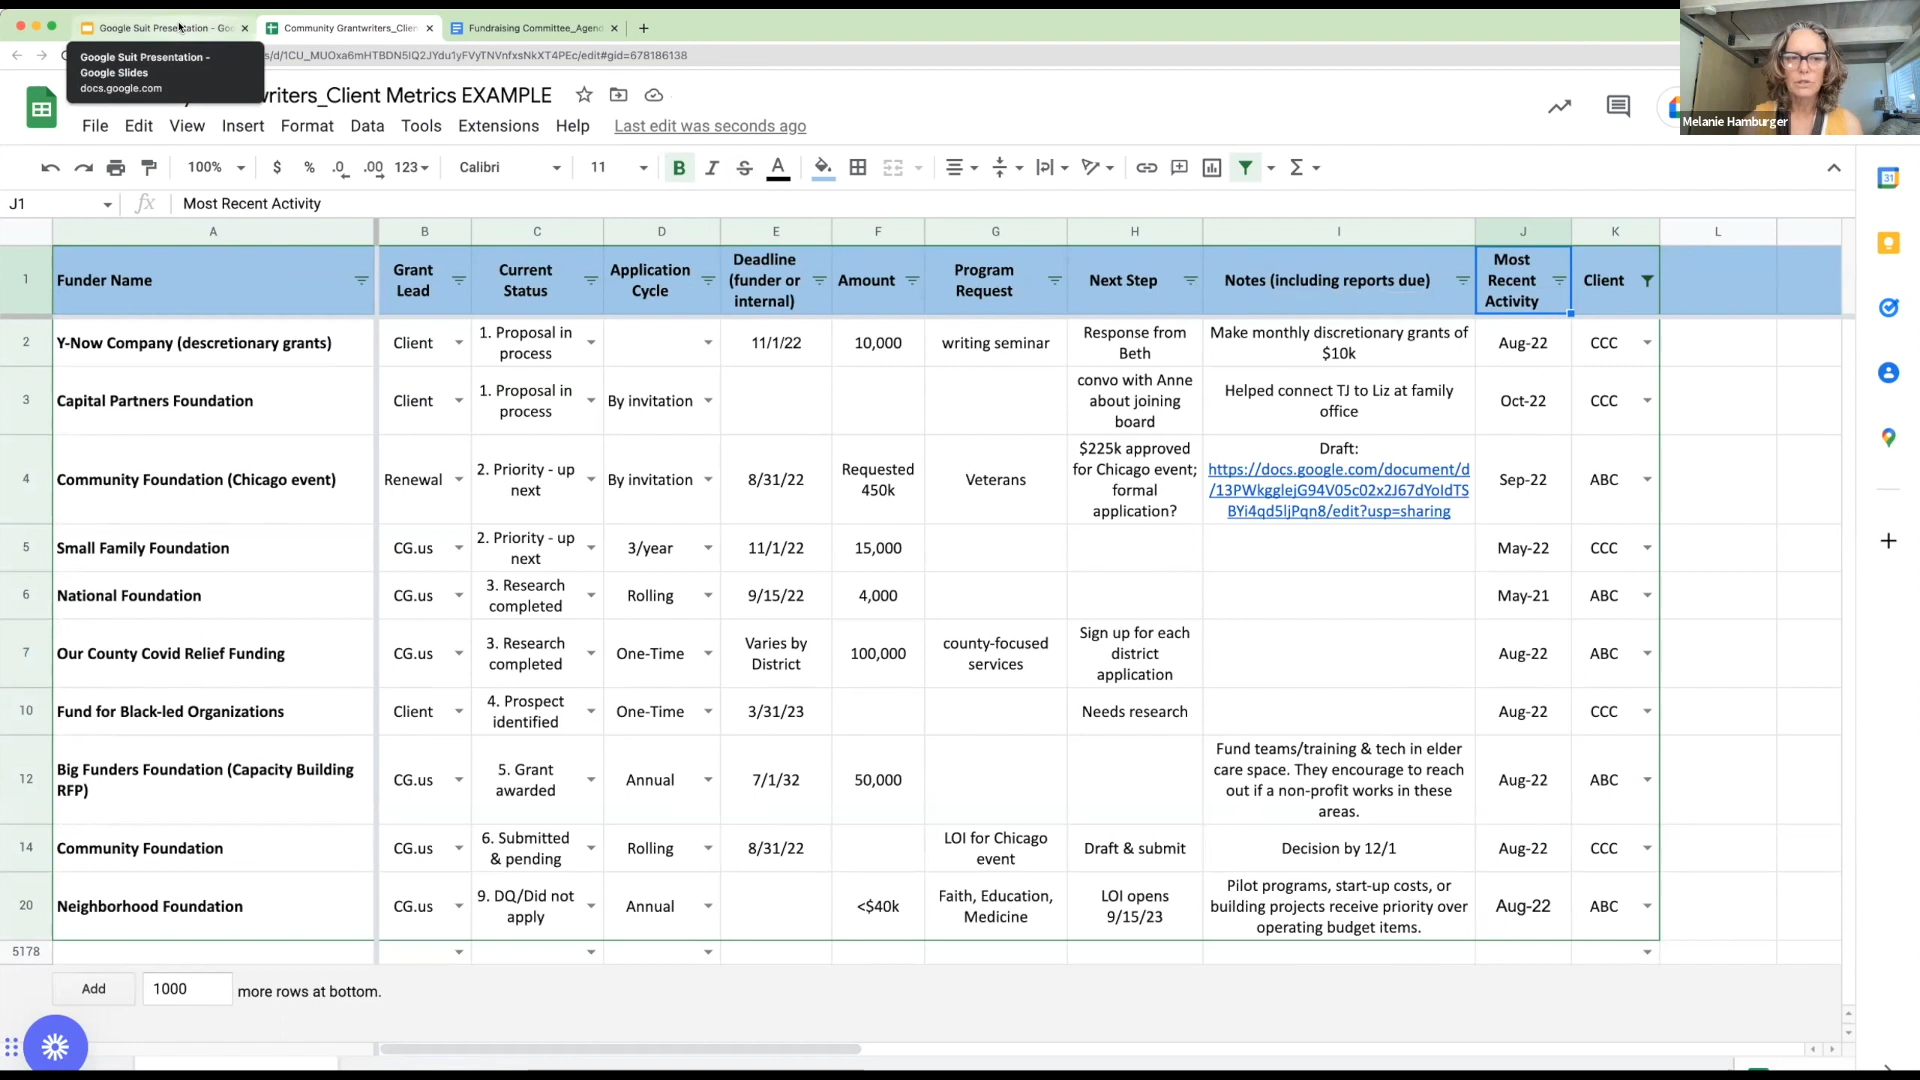 Google Suit Presentation - Goo
Community Grantwriters_Clien
Fundraising Committee_Agend
s/d/1CU_MUOxa6mHTBDN5IQ2JYdu1yFVyTNVnfxsNkXT4PEc/edit#gid=678186138
Google Suit Presentation -
Google Slides
docs.google.com
writers_Client Metrics EXAMPLE
File Edit View Insert Format Data Tools Extensions Help Last edit was seconds ago
Melanie Hamburger
100% $ % .0 .00 123 Calibri 11 B I S A
J1 fx Most Recent Activity
A B C D E F G H I J K L
1 Funder Name
Grant
Lead
Current
Status
Application
Cycle
Deadline
(funder or
internal)
Amount
Program
Request
Next Step
Notes (including reports due)
Most
Recent
Activity
Client
2 Y-Now Company (descretionary grants)
Client
1. Proposal in
process
11/1/22
10,000
writing seminar
Response from
Beth
Make monthly discretionary grants of
$10k
Aug-22
CCC
3 Capital Partners Foundation
Client
1. Proposal in
process
By invitation
convo with Anne
about joining
board
Helped connect TJ to Liz at family
office
Oct-22
CCC
4 Community Foundation (Chicago event)
Renewal
2. Priority - up
next
By invitation
8/31/22
Requested
450k
Veterans
$225k approved
for Chicago event;
formal
application?
Draft:
https://docs.google.com/document/d
/13PWkgglejG94V05c02x2J67dYoIdTS
BYi4qd5ljPqn8/edit?usp=sharing
Sep-22
ABC
5 Small Family Foundation
CG.us
2. Priority - up
next
3/year
11/1/22
15,000
May-22
CCC
6 National Foundation
CG.us
3. Research
completed
Rolling
9/15/22
4,000
May-21
ABC
7 Our County Covid Relief Funding
CG.us
3. Research
completed
One-Time
Varies by
District
100,000
county-focused
services
Sign up for each
district
application
Aug-22
ABC
10 Fund for Black-led Organizations
Client
4. Prospect
identified
One-Time
3/31/23
Needs research
Aug-22
CCC
12 Big Funders Foundation (Capacity Building
RFP)
CG.us
5. Grant
awarded
Annual
7/1/32
50,000
Fund teams/training & tech in elder
care space. They encourage to reach
out if a non-profit works in these
areas.
Aug-22
ABC
14 Community Foundation
CG.us
6. Submitted
& pending
Rolling
8/31/22
LOI for Chicago
event
Draft & submit
Decision by 12/1
Aug-22
CCC
20 Neighborhood Foundation
CG.us
9. DQ/Did not
apply
Annual
<$40k
Faith, Education,
Medicine
LOI opens
9/15/23
Pilot programs, start-up costs, or
building projects receive priority over
operating budget items.
Aug-22
ABC
5178
Add 1000 more rows at bottom.
31